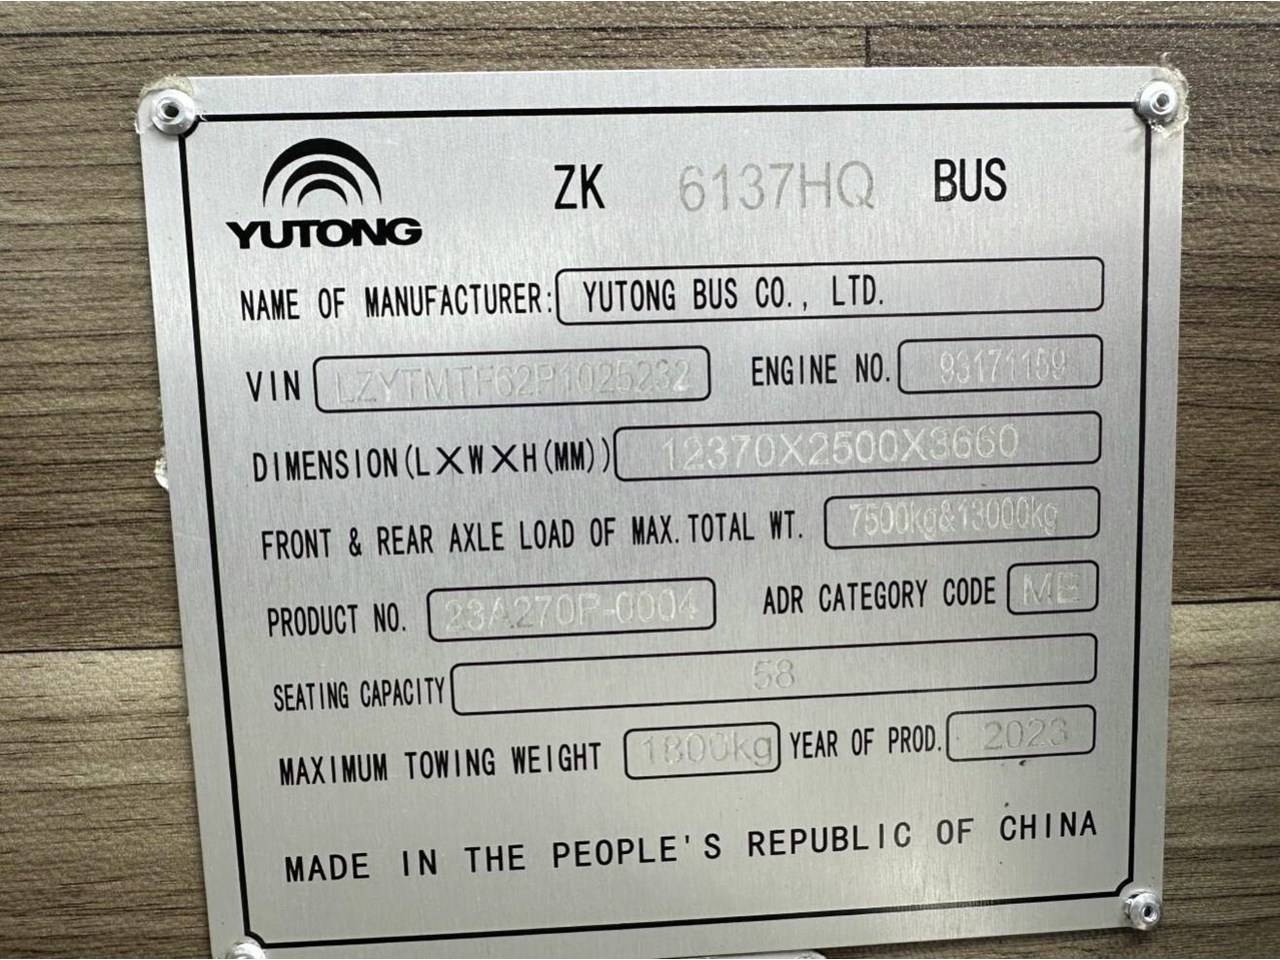 YUTONG
ZK 6137HQ BUS
NAME OF MANUFACTURER: YUTONG BUS CO., LTD.
VIN LZYTMTF62P1025232 ENGINE NO. 93171159
DIMENSION(L×W×H(MM)) 12370X2500X3660
FRONT & REAR AXLE LOAD OF MAX. TOTAL WT. 7500kg&13000kg
PRODUCT NO. 23A270P-0004 ADR CATEGORY CODE ME
SEATING CAPACITY 58
MAXIMUM TOWING WEIGHT 1800kg YEAR OF PROD. 2023
MADE IN THE PEOPLE'S REPUBLIC OF CHINA